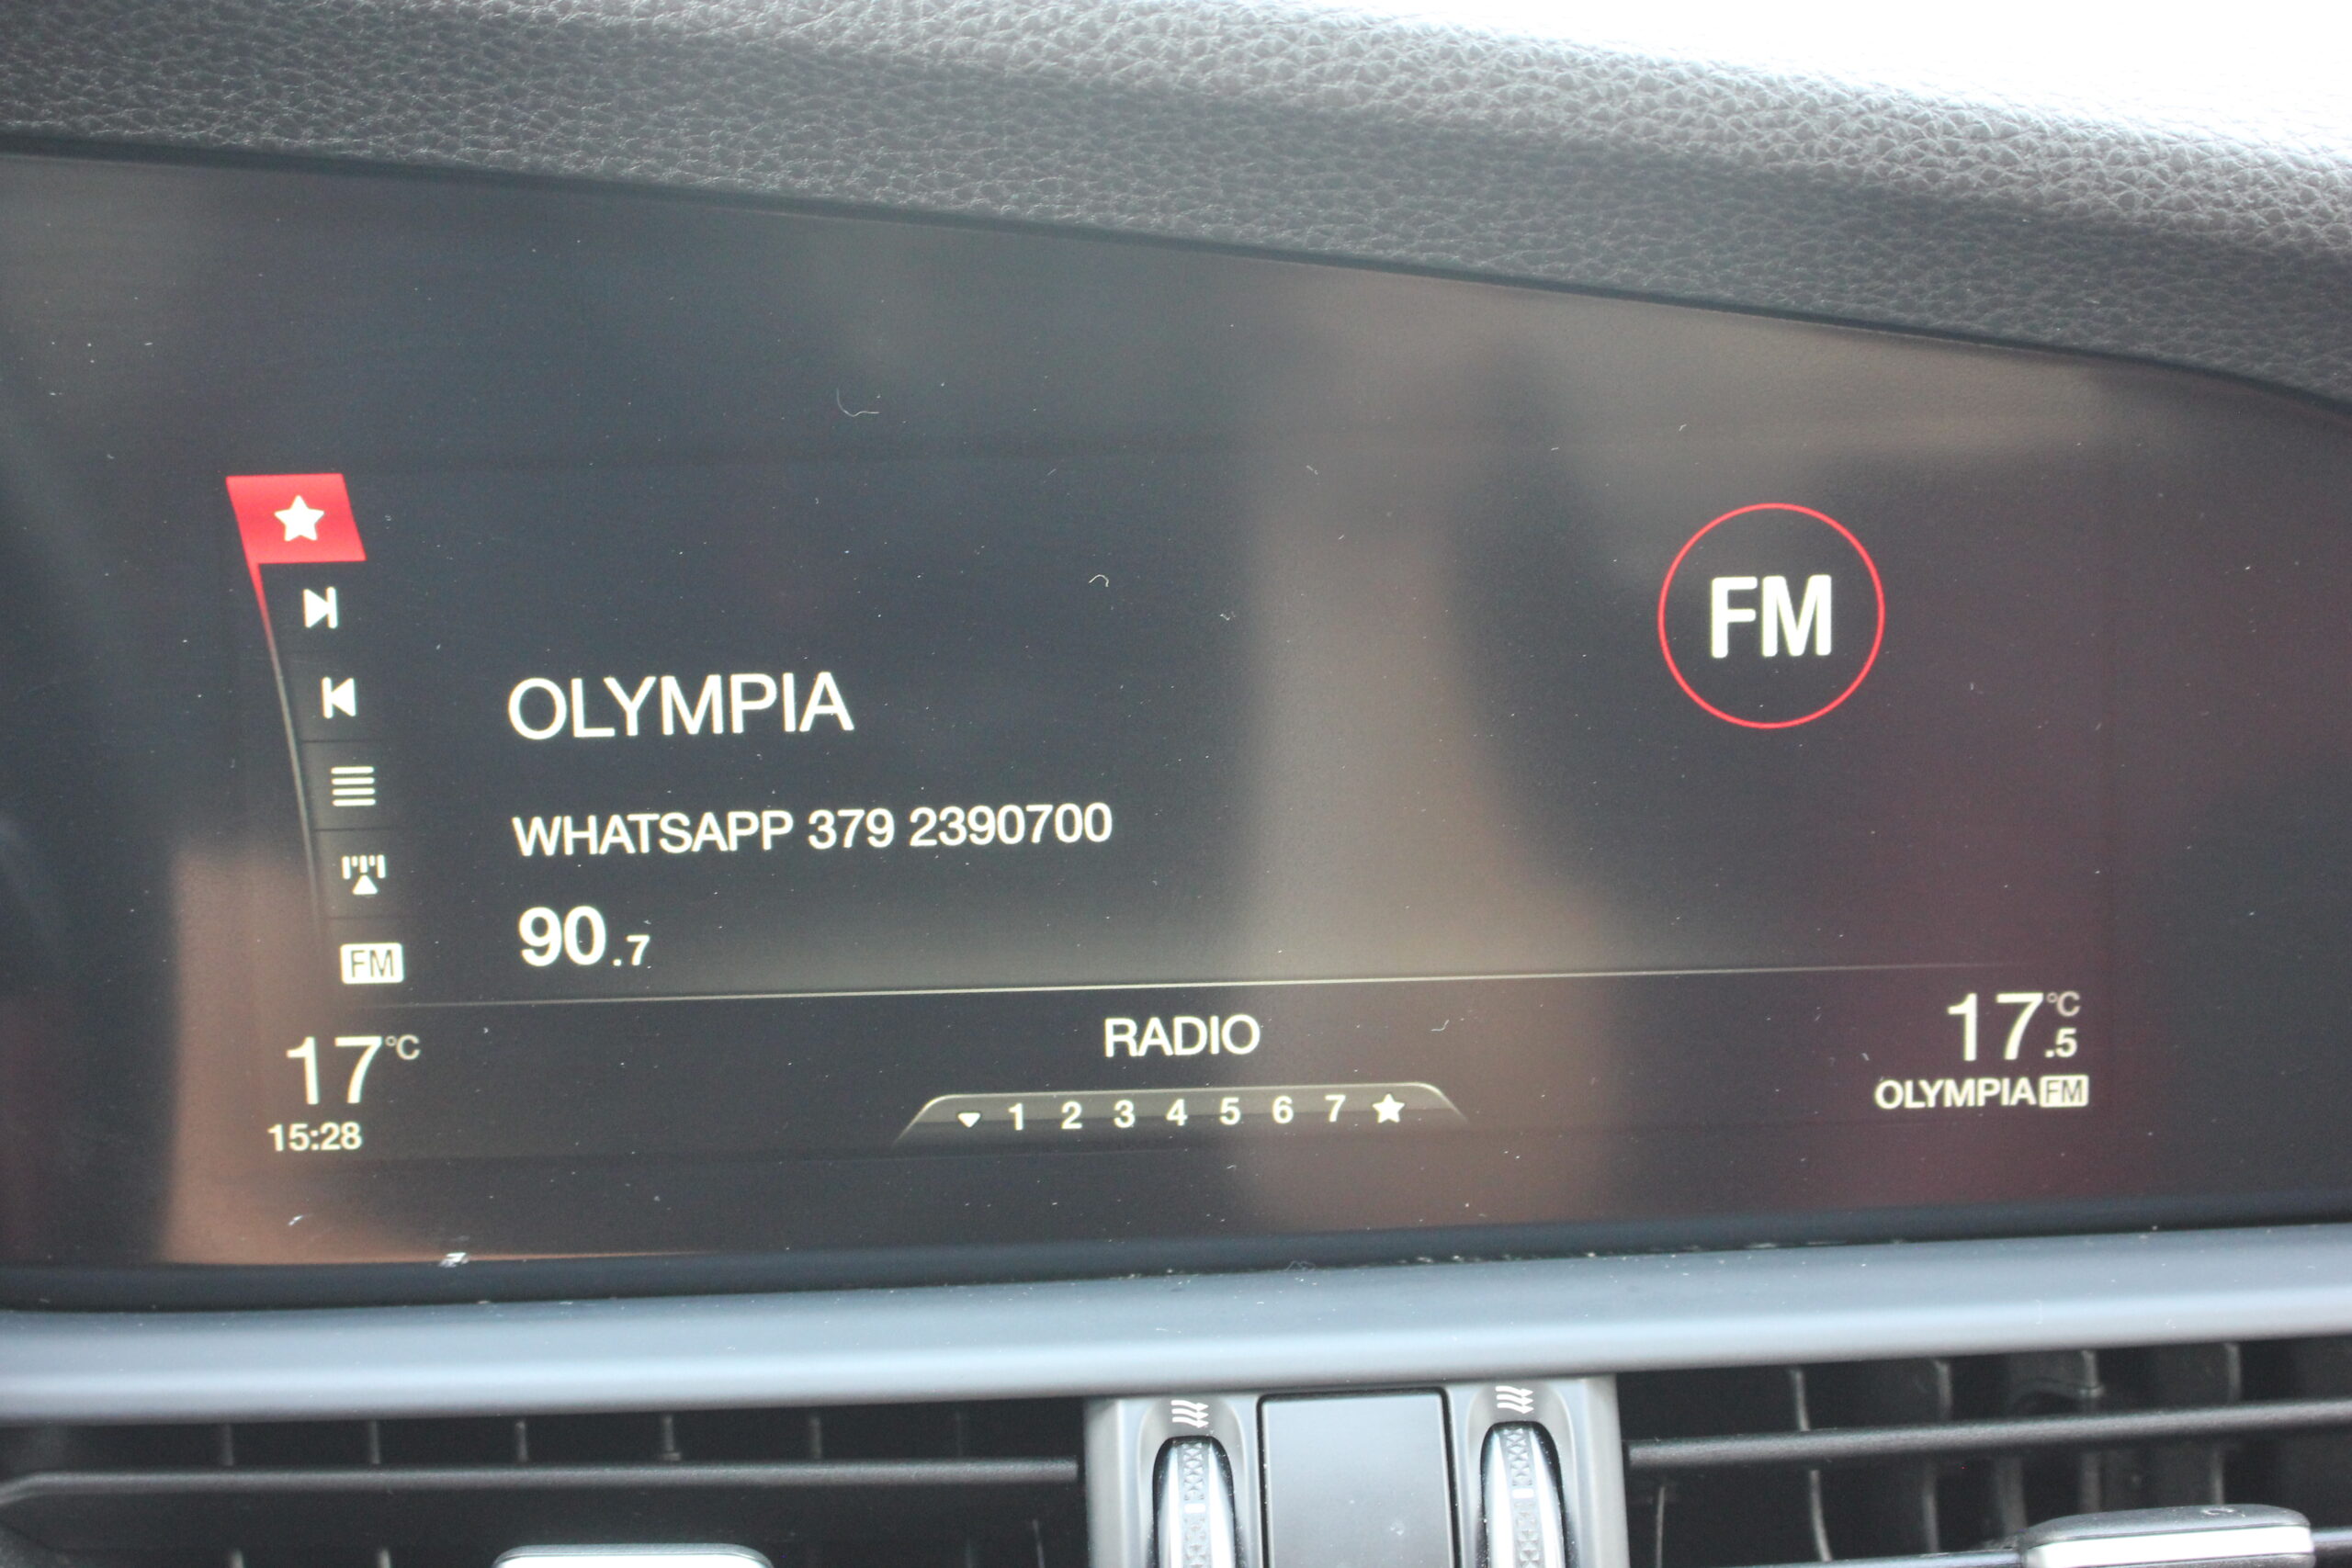 FM
OLYMPIA
WHATSAPP 379 2390700
90.7
FM
RADIO
17°C
17.5°C
OLYMPIA FM
1 2 3 4 5 6 7
15:28